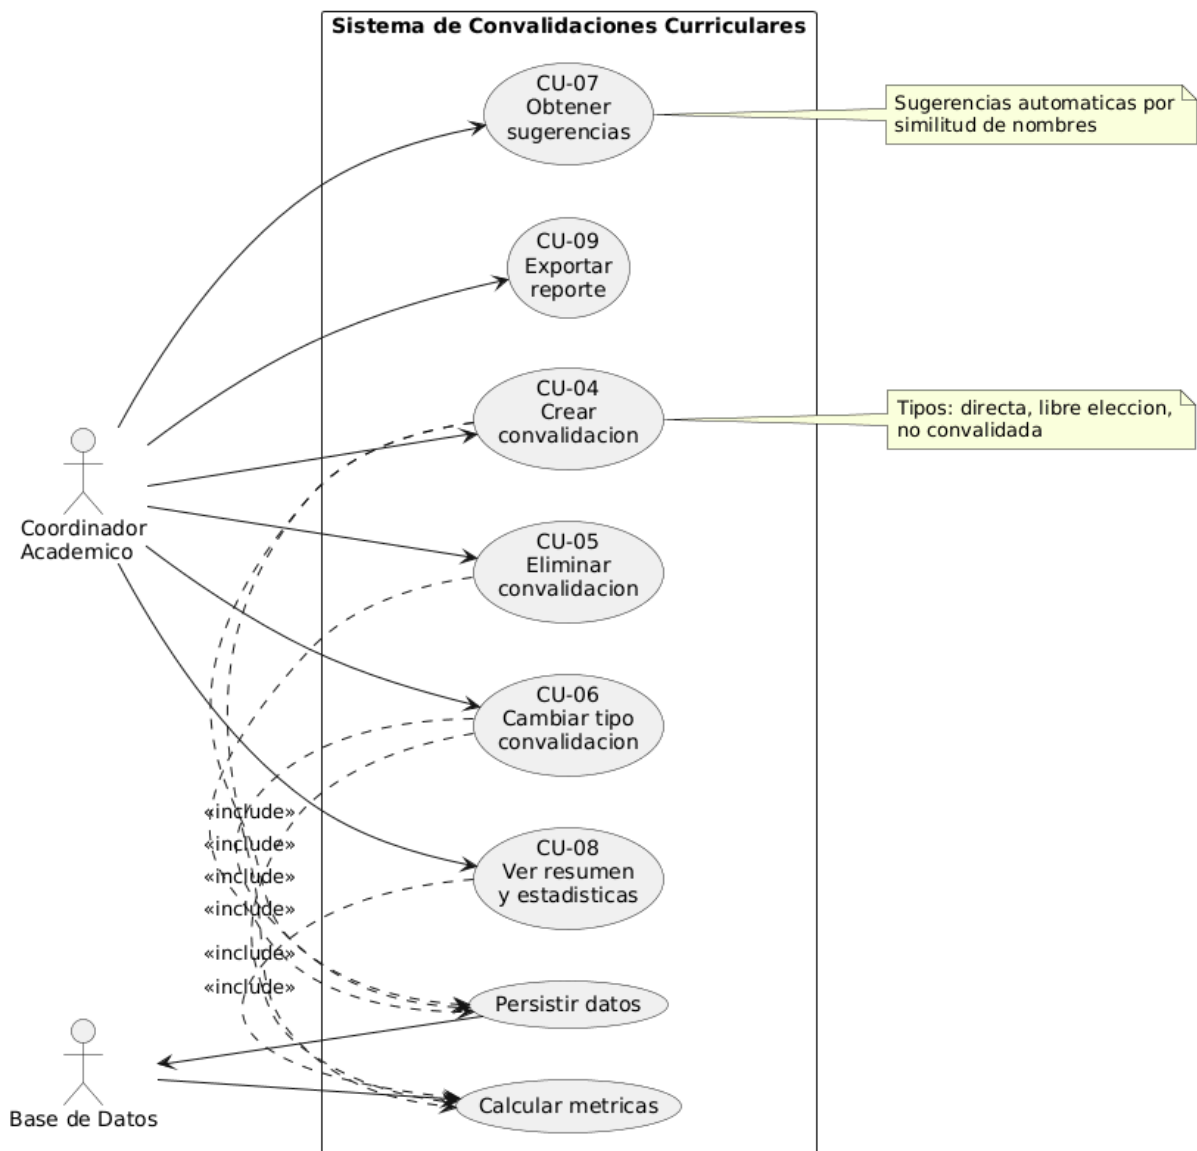 Sistema de Convalidaciones Curriculares
CU-07
Obtener
sugerencias
Sugerencias automaticas por
similitud de nombres
CU-09
Exportar
reporte
CU-04
Crear
convalidacion
Tipos: directa, libre eleccion,
no convalidada
Coordinador
Academico
CU-05
Eliminar
convalidacion
CU-06
Cambiar tipo
convalidacion
«include»
«include»
«include»
«include»
«include»
«include»
CU-08
Ver resumen
y estadisticas
Persistir datos
Base de Datos
Calcular metricas